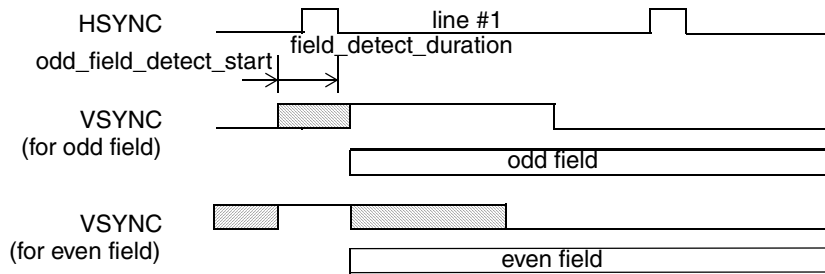 HSYNC
line #1
field_detect_duration
odd_field_detect_start
VSYNC
(for odd field)
odd field
VSYNC
(for even field)
even field